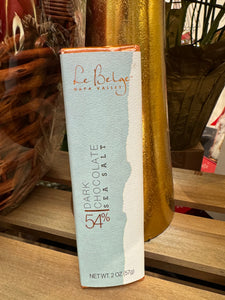 Le Belge
NAPA VALLEY
DARK
CHOCOLATE
SEA SALT
54%
NET WT. 2 OZ (57g)